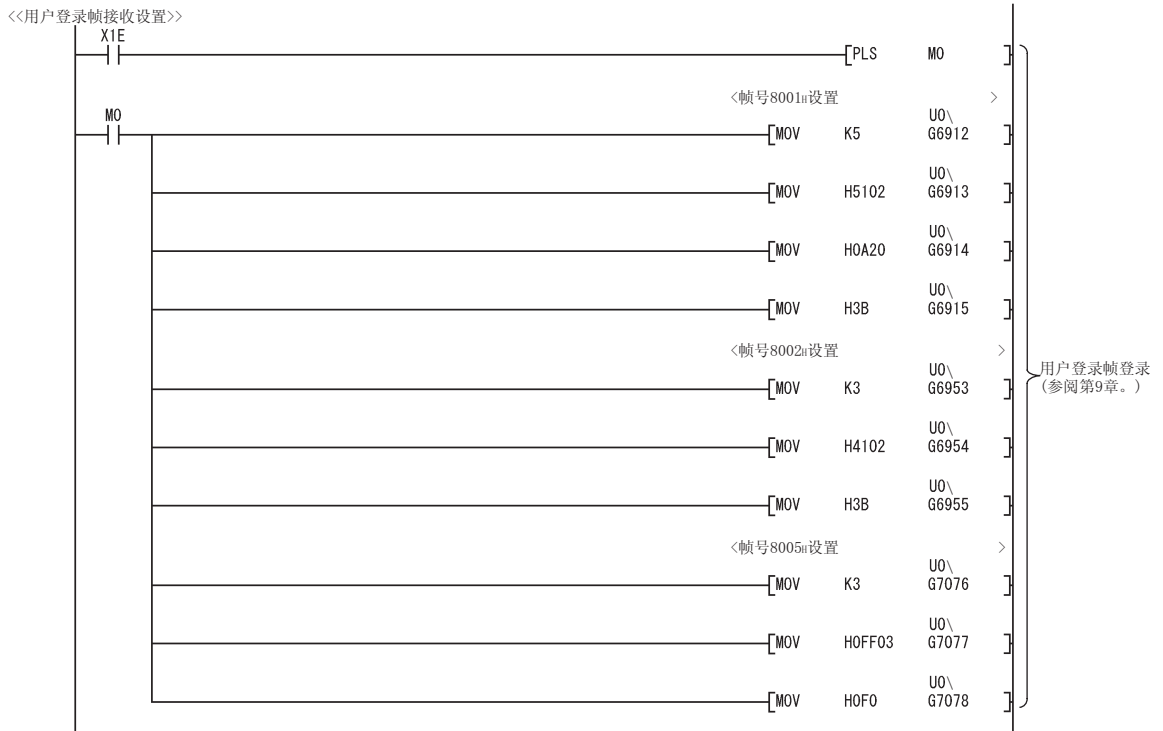 <<用户登录帧接收设置>>
X1E
[PLS M0 ]
<帧号8001H设置 >
M0
U0\
[MOV K5 G6912 ]
U0\
[MOV H5102 G6913 ]
U0\
[MOV H0A20 G6914 ]
U0\
[MOV H3B G6915 ]
<帧号8002H设置 >
U0\
[MOV K3 G6953 ]
U0\
[MOV H4102 G6954 ]
U0\
[MOV H3B G6955 ]
<帧号8005H设置 >
U0\
[MOV K3 G7076 ]
U0\
[MOV H0FF03 G7077 ]
U0\
[MOV H0F0 G7078 ]
用户登录帧登录
(参阅第9章。)